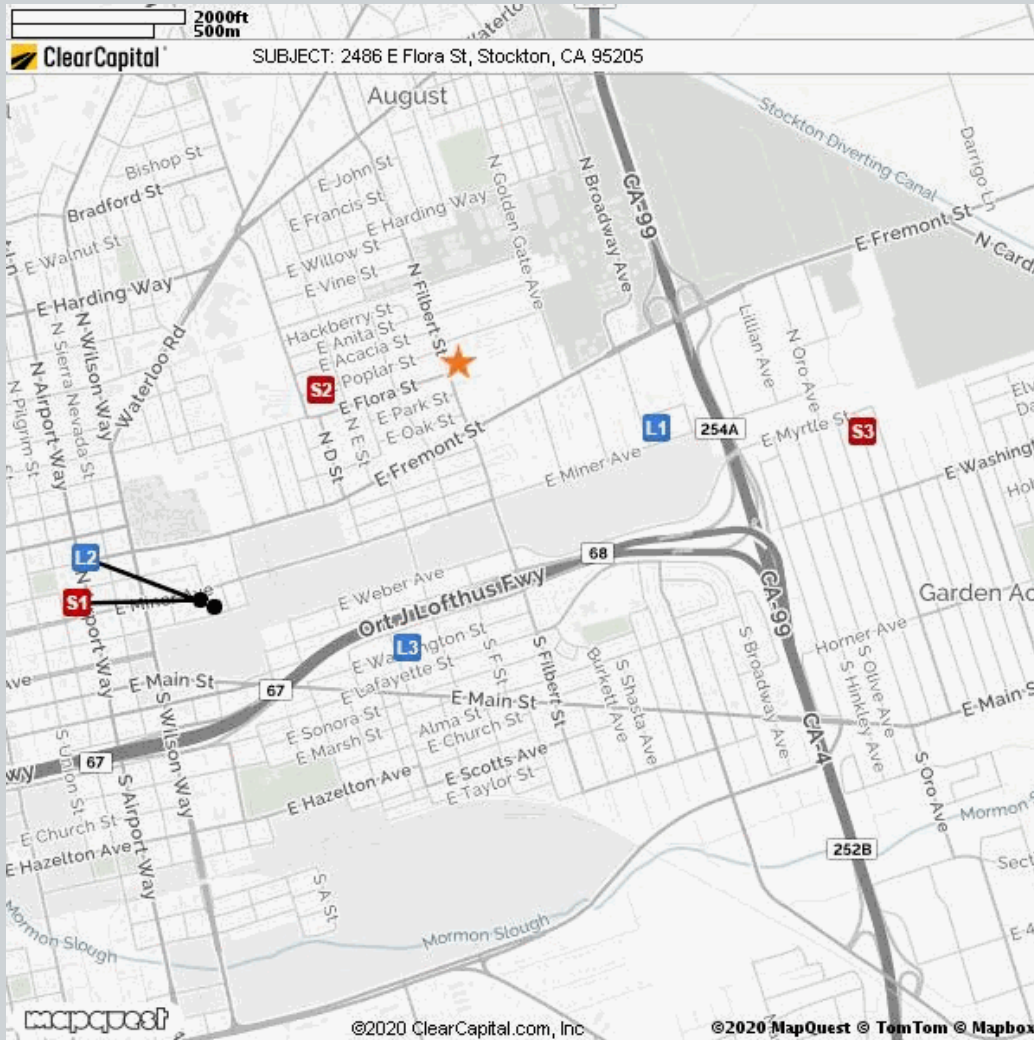 2000ft
500m
ClearCapital
SUBJECT: 2486 E Flora St, Stockton, CA 95205
August
Stockton Diverting Canal
Darrigo Ln
Bishop St
Bradford St
E John St
E Francis St
E Harding Way
N Golden Gate Ave
N Broadway Ave
CA-99
E Fremont St
N Card
E Walnut St
E Willow St
E Vine St
E Harding Way
N Filbert St
Hackberry St
E Anita St
E Acacia St
Poplar St
E Flora St
E Park St
E Oak St
E Fremont St
N Sierra Nevada St
N Wilson Way
Waterloo Rd
N Airport Way
N Pilgrim St
S2
N D St
N E St
Lillian Ave
N Oro Ave
L1
254A
E Myrtle St
S3
E Miner Ave
E Washing
L2
S1
E Miner Ave
E Weber Ave
68
Ort J Lofthus Fwy
CA-99
Garden Ac
L3
E Washington St
E Lafayette St
S F St
S Filbert St
Burkett Ave
S Shasta Ave
S Broadway Ave
Horner Ave
S Olive Ave
S Hinkley Ave
E Main St
67
E Main St
E Main S
E Sonora St
E Marsh St
Alma St
E Church St
E Scotts Ave
E Taylor St
E Hazelton Ave
CA-4
S Oro Ave
67
S Union St
S Airport Way
S Wilson Way
E Church St
E Hazelton Ave
S A St
252B
Mormon Slough
Mormon Slough
Mormon
mapquest
©2020 ClearCapital.com, Inc
©2020 MapQuest © TomTom © Mapbox